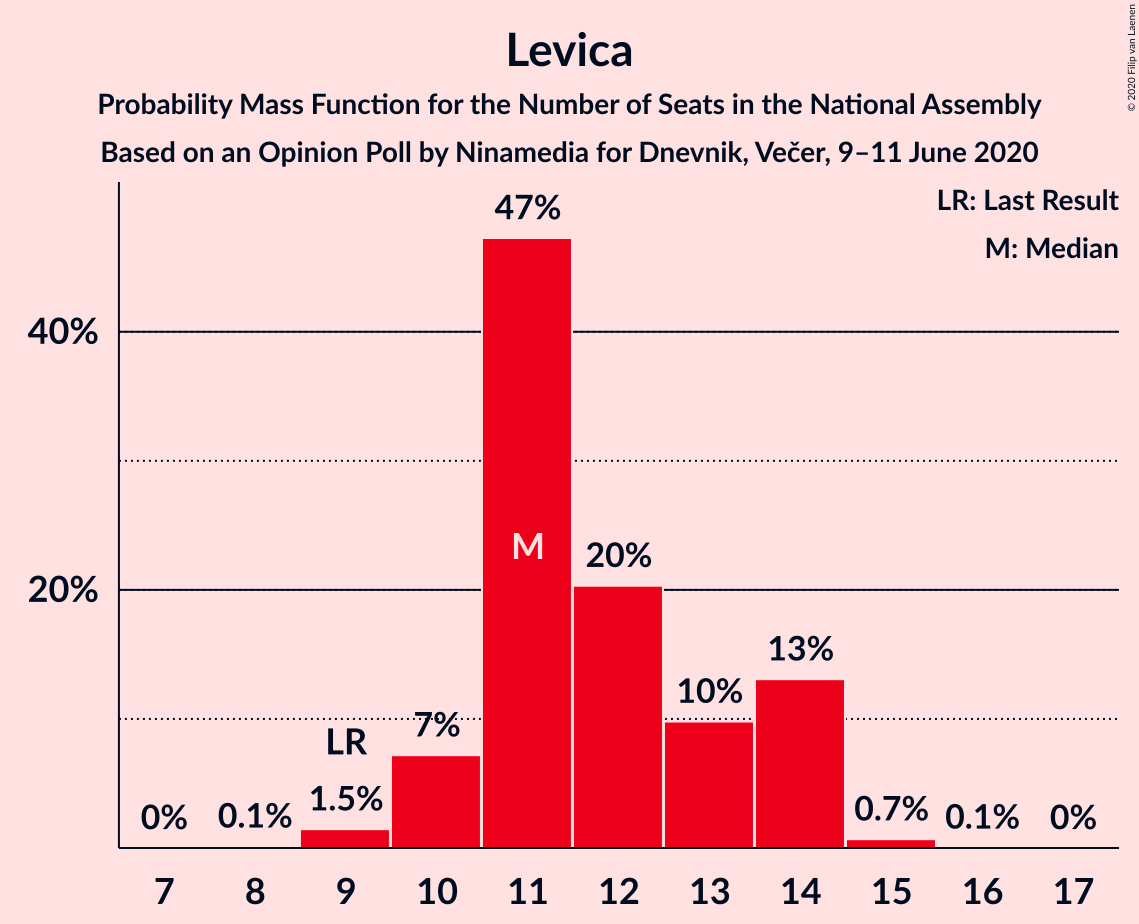 Levica
Probability Mass Function for the Number of Seats in the National Assembly
Based on an Opinion Poll by Ninamedia for Dnevnik, Večer, 9–11 June 2020
© 2020 Filip van Laenen
LR: Last Result
M: Median
47%
40%
M
20%
20%
13%
10%
7%
LR
1.5%
0%
0.1%
0.7%
0.1%
0%
7 8 9 10 11 12 13 14 15 16 17